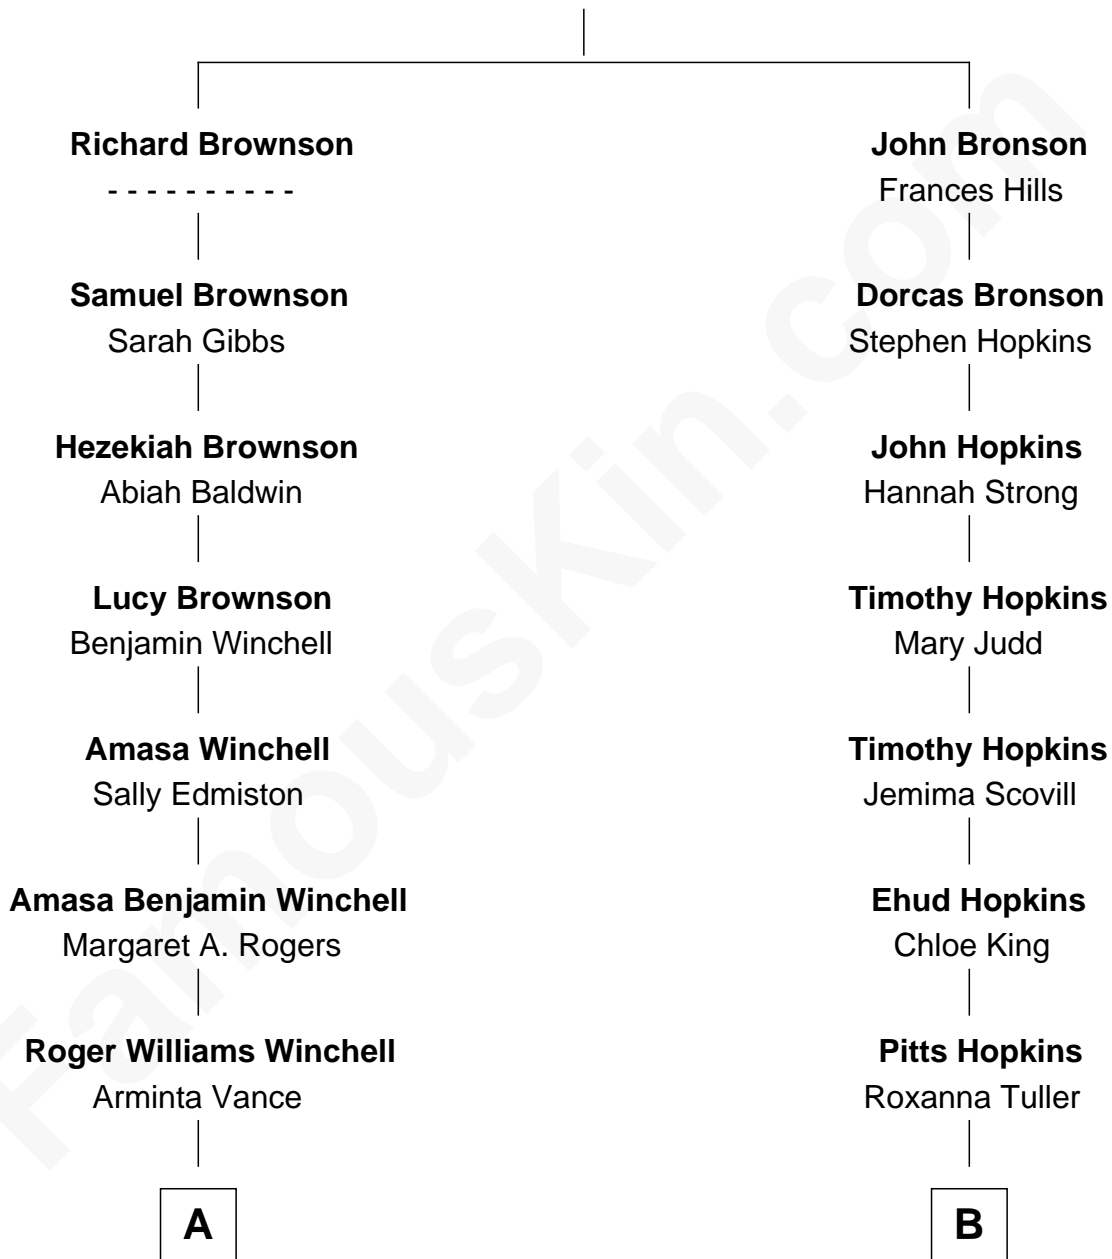 Richard Brownson
- - - - - - - - - -
Samuel Brownson
Sarah Gibbs
Hezekiah Brownson
Abiah Baldwin
Lucy Brownson
Benjamin Winchell
Amasa Winchell
Sally Edmiston
Amasa Benjamin Winchell
Margaret A. Rogers
Roger Williams Winchell
Arminta Vance
A
John Bronson
Frances Hills
Dorcas Bronson
Stephen Hopkins
John Hopkins
Hannah Strong
Timothy Hopkins
Mary Judd
Timothy Hopkins
Jemima Scovill
Ehud Hopkins
Chloe King
Pitts Hopkins
Roxanna Tuller
B
FamousKin.com